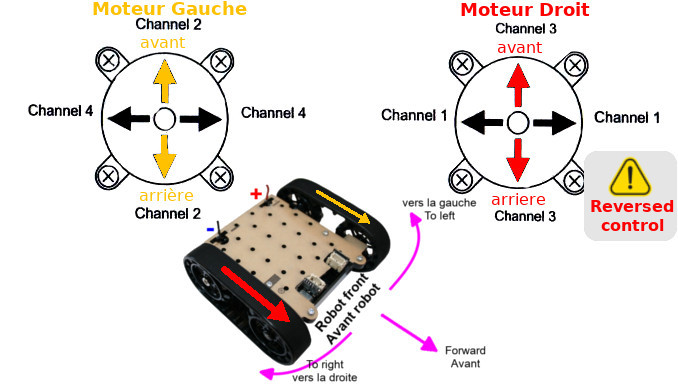 Moteur Gauche
Channel 2
avant
Channel 4
Channel 4
arrière
Channel 2
Moteur Droit
Channel 3
avant
Channel 1
Channel 1
arriere
Channel 3
Reversed
control
+
-
vers la gauche
To left
Robot front
Avant robot
Forward
Avant
To right
vers la droite